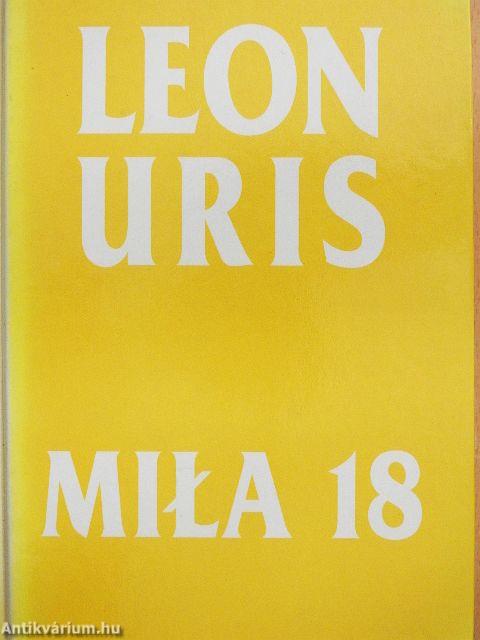 LEON
URIS
MIŁA 18
Antikvárium.hu